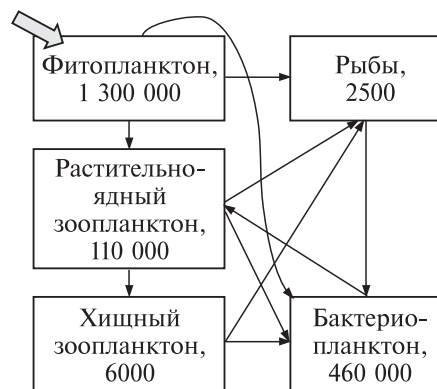 Фитопланктон,
1 300 000
Рыбы,
2500
Растительно-
ядный
зоопланктон,
110 000
Хищный
зоопланктон,
6000
Бактерио-
планктон,
460 000